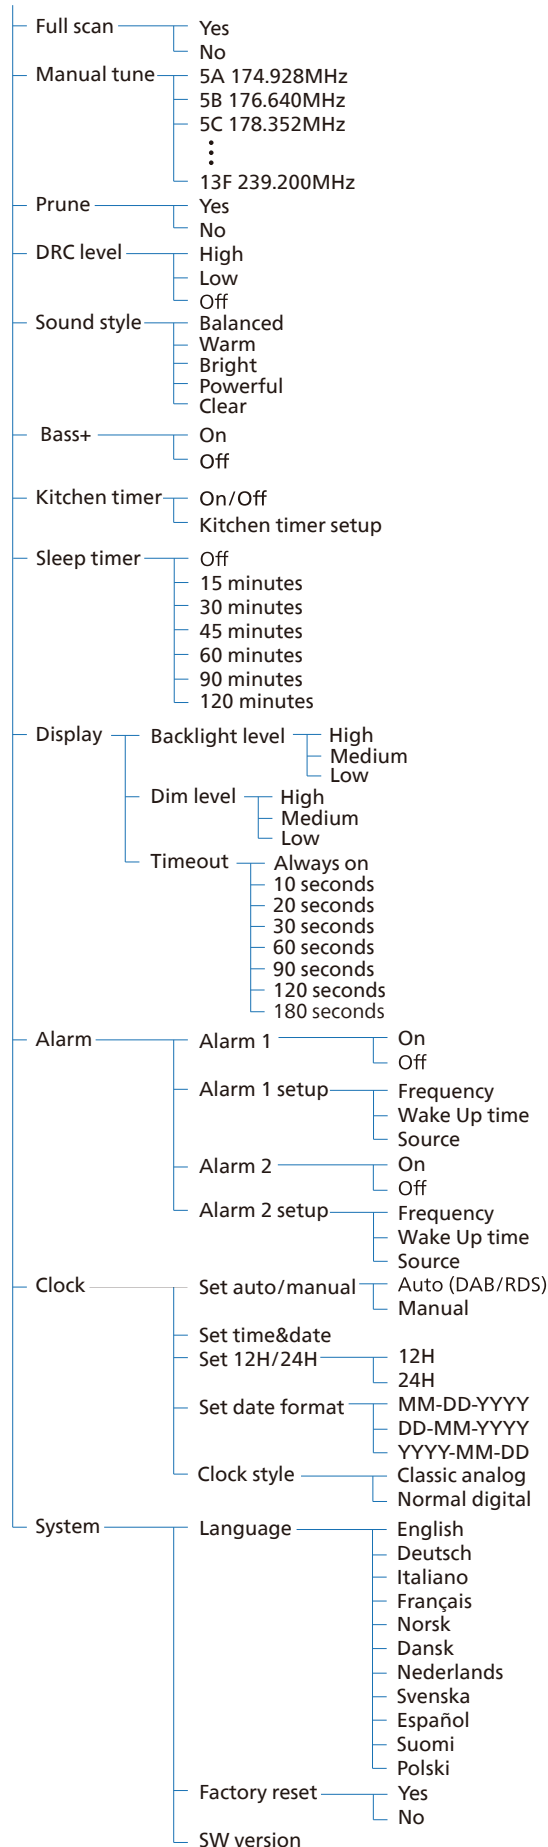 Full scan
Yes
No
Manual tune
5A 174.928MHz
5B 176.640MHz
5C 178.352MHz
13F 239.200MHz
Prune
Yes
No
DRC level
High
Low
Off
Sound style
Balanced
Warm
Bright
Powerful
Clear
Bass+
On
Off
Kitchen timer
On/Off
Kitchen timer setup
Sleep timer
Off
15 minutes
30 minutes
45 minutes
60 minutes
90 minutes
120 minutes
Display
Backlight level
High
Medium
Low
Dim level
High
Medium
Low
Timeout
Always on
10 seconds
20 seconds
30 seconds
60 seconds
90 seconds
120 seconds
180 seconds
Alarm
Alarm 1
On
Off
Alarm 1 setup
Frequency
Wake Up time
Source
Alarm 2
On
Off
Alarm 2 setup
Frequency
Wake Up time
Source
Clock
Set auto/manual
Auto (DAB/RDS)
Manual
Set time&date
Set 12H/24H
12H
24H
Set date format
MM-DD-YYYY
DD-MM-YYYY
YYYY-MM-DD
Clock style
Classic analog
Normal digital
System
Language
English
Deutsch
Italiano
Français
Norsk
Dansk
Nederlands
Svenska
Español
Suomi
Polski
Factory reset
Yes
No
SW version